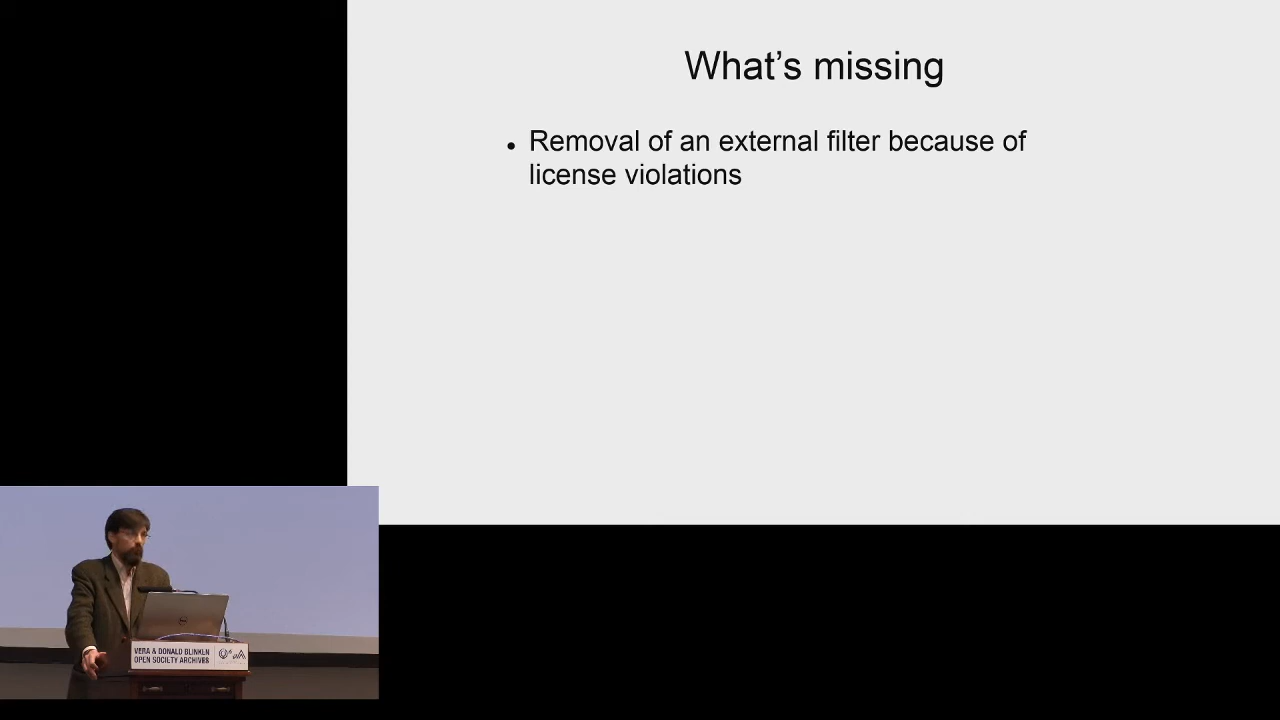 What's missing
• Removal of an external filter because of
license violations
VERA & DONALD BLINKEN
OPEN SOCIETY ARCHIVES